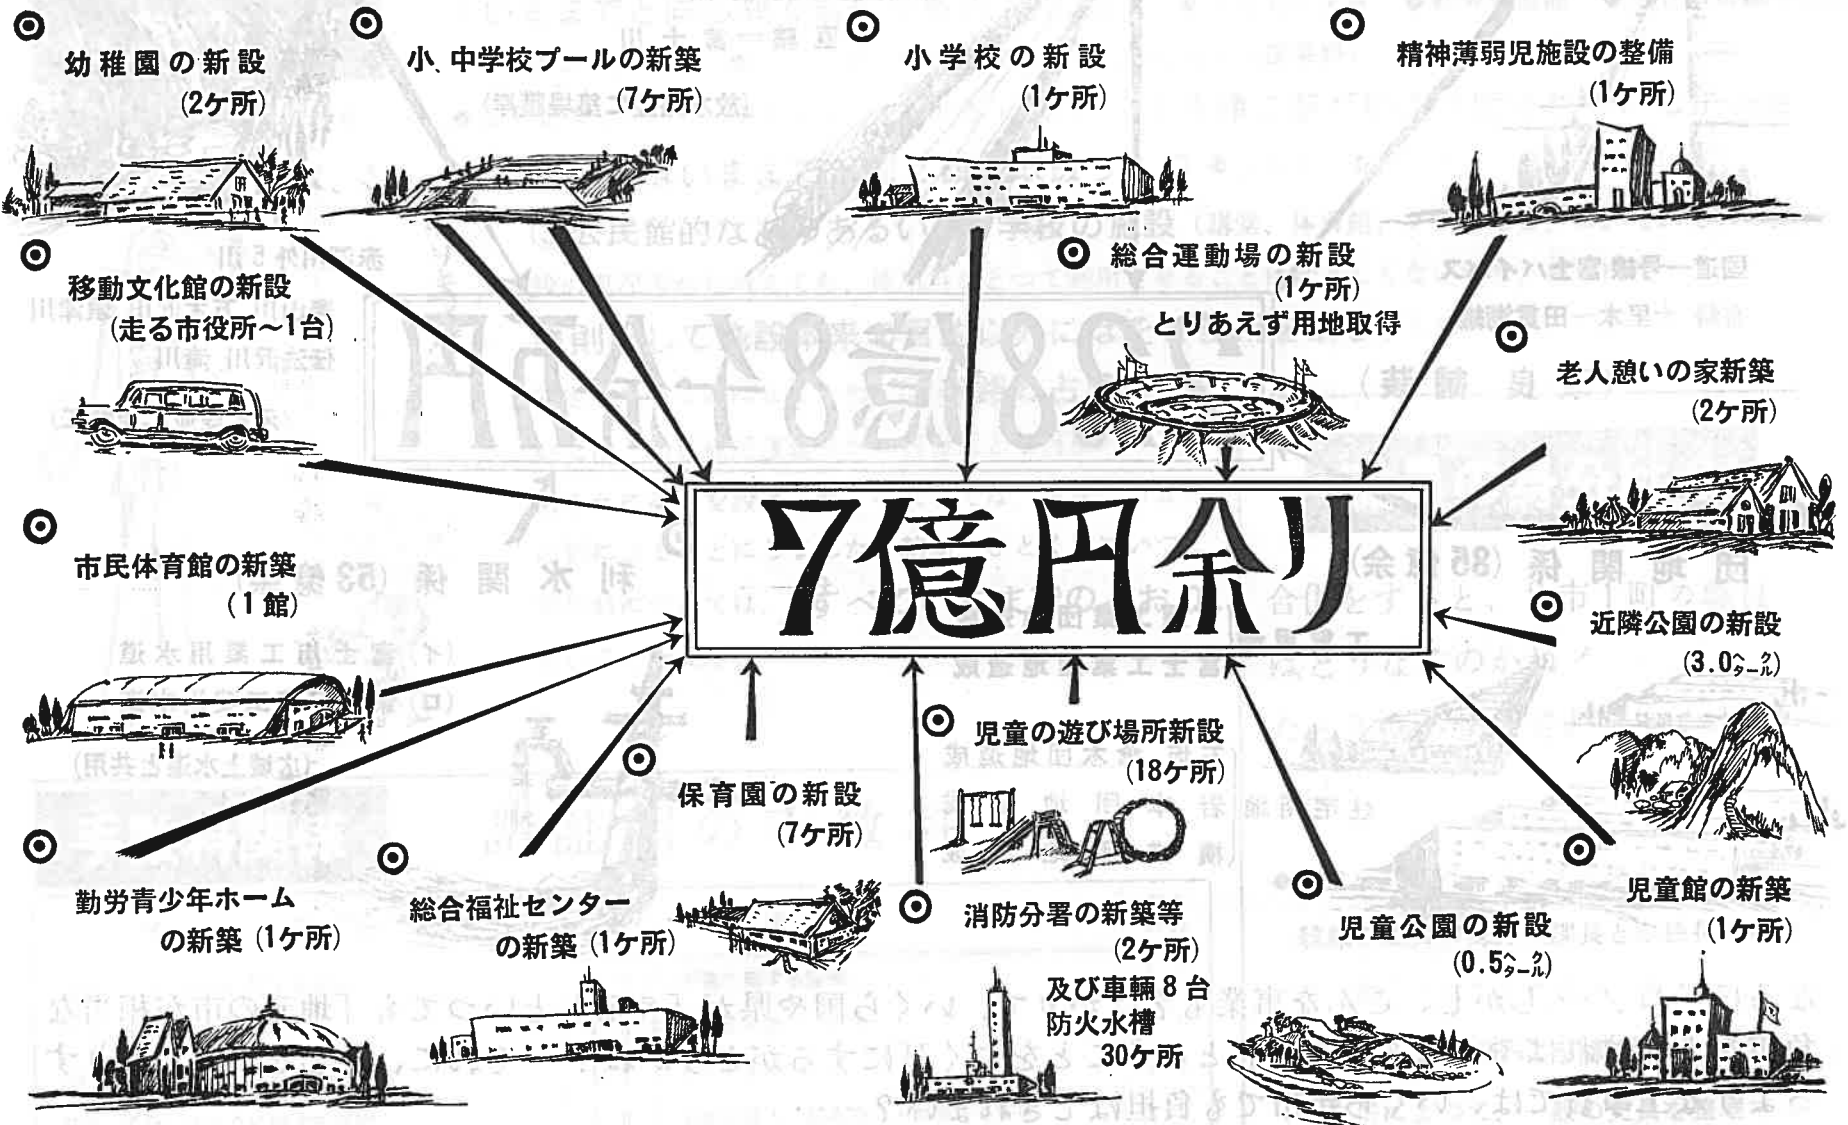 幼稚園の新設
(2ケ所)
小、中学校プールの新築
(7ケ所)
小学校の新設
(1ケ所)
精神薄弱児施設の整備
(1ケ所)
移動文化館の新設
(走る市役所〜1台)
総合運動場の新設
(1ケ所)
とりあえず用地取得
老人憩いの家新築
(2ケ所)
7億円余り
市民体育館の新築
(1館)
近隣公園の新設
(3.0ヘクタール)
児童の遊び場所新設
(18ケ所)
保育園の新設
(7ケ所)
勤労青少年ホーム
の新築(1ケ所)
総合福祉センター
の新築(1ケ所)
消防分署の新築等
(2ケ所)
及び車輛8台
防火水槽
30ケ所
児童公園の新設
(0.5ヘクタール)
児童館の新築
(1ケ所)